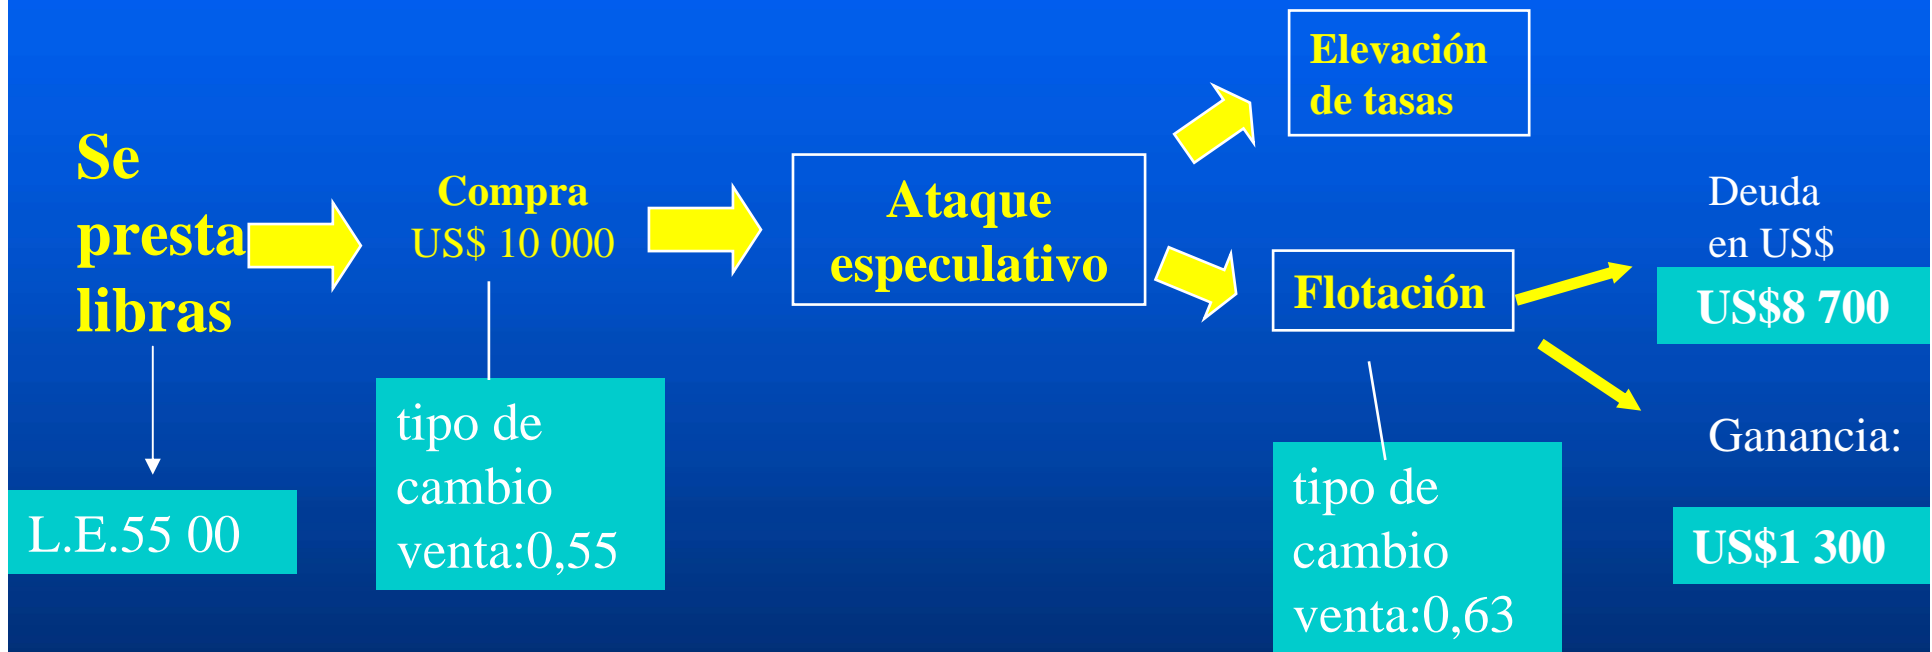 Se
presta
libras
L.E.55 00
Compra
US$ 10 000
tipo de
cambio
venta:0,55
Ataque
especulativo
Elevación
de tasas
Flotación
tipo de
cambio
venta:0,63
Deuda
en US$
US$8 700
Ganancia:
US$1 300